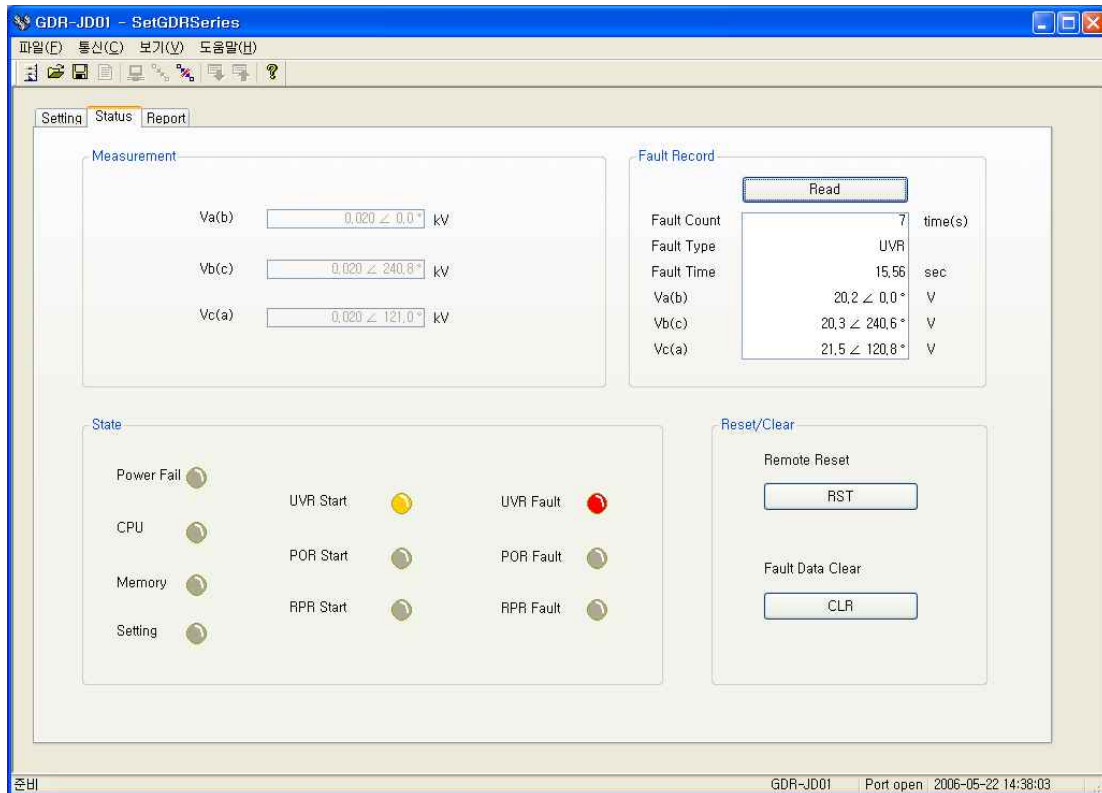 GDR-JD01 - SetGDRSeries
파일(F) 통신(C) 보기(V) 도움말(H)
Setting Status Report
Measurement
Va(b) 0,020 ∠ 0,0 ° kV
Vb(c) 0,020 ∠ 240,8 ° kV
Vc(a) 0,020 ∠ 121,0 ° kV
Fault Record
Read
Fault Count 7 time(s)
Fault Type UVR
Fault Time 15,56 sec
Va(b) 20,2 ∠ 0,0 ° V
Vb(c) 20,3 ∠ 240,6 ° V
Vc(a) 21,5 ∠ 120,8 ° V
State
Power Fail
CPU
Memory
Setting
UVR Start
POR Start
RPR Start
UVR Fault
POR Fault
RPR Fault
Reset/Clear
Remote Reset
RST
Fault Data Clear
CLR
준비 GDR-JD01 Port open 2006-05-22 14:38:03